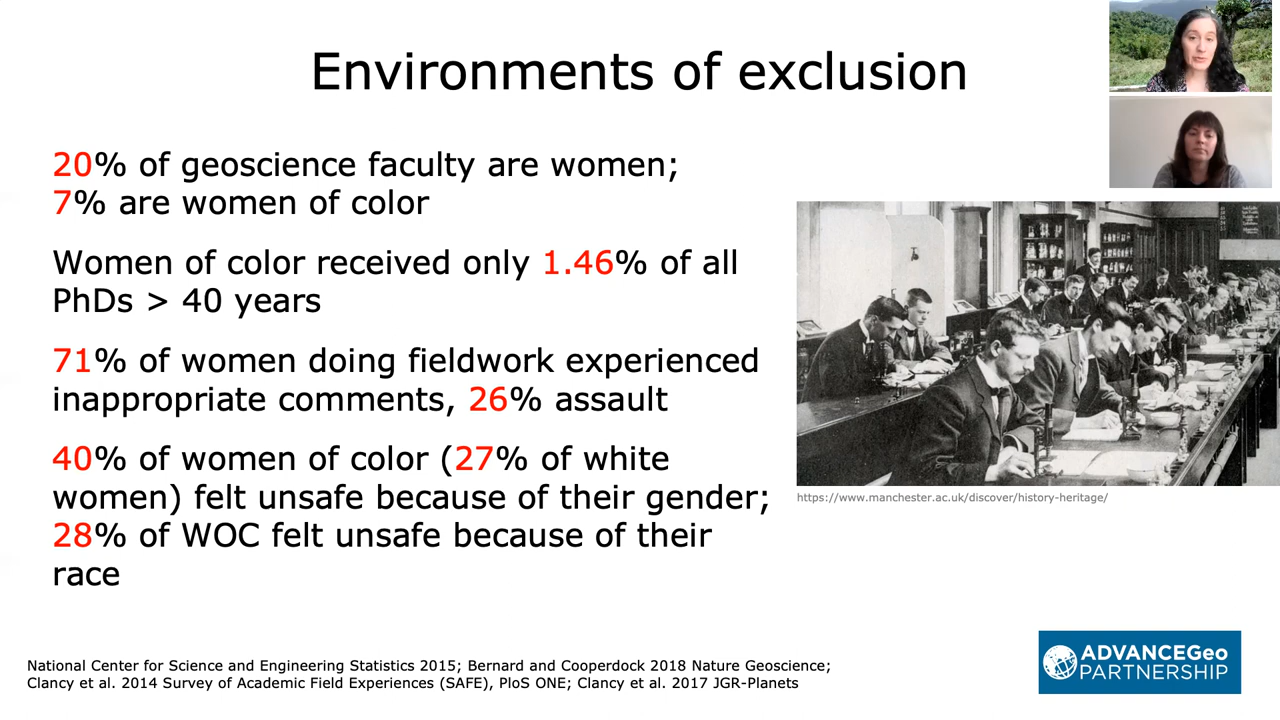 Environments of exclusion
20% of geoscience faculty are women;
7% are women of color
Women of color received only 1.46% of all
PhDs > 40 years
71% of women doing fieldwork experienced
inappropriate comments, 26% assault
40% of women of color (27% of white
women) felt unsafe because of their gender;
28% of WOC felt unsafe because of their
race
https://www.manchester.ac.uk/discover/history-heritage/
National Center for Science and Engineering Statistics 2015; Bernard and Cooperdock 2018 Nature Geoscience;
Clancy et al. 2014 Survey of Academic Field Experiences (SAFE), PloS ONE; Clancy et al. 2017 JGR-Planets
ADVANCEGeo
PARTNERSHIP